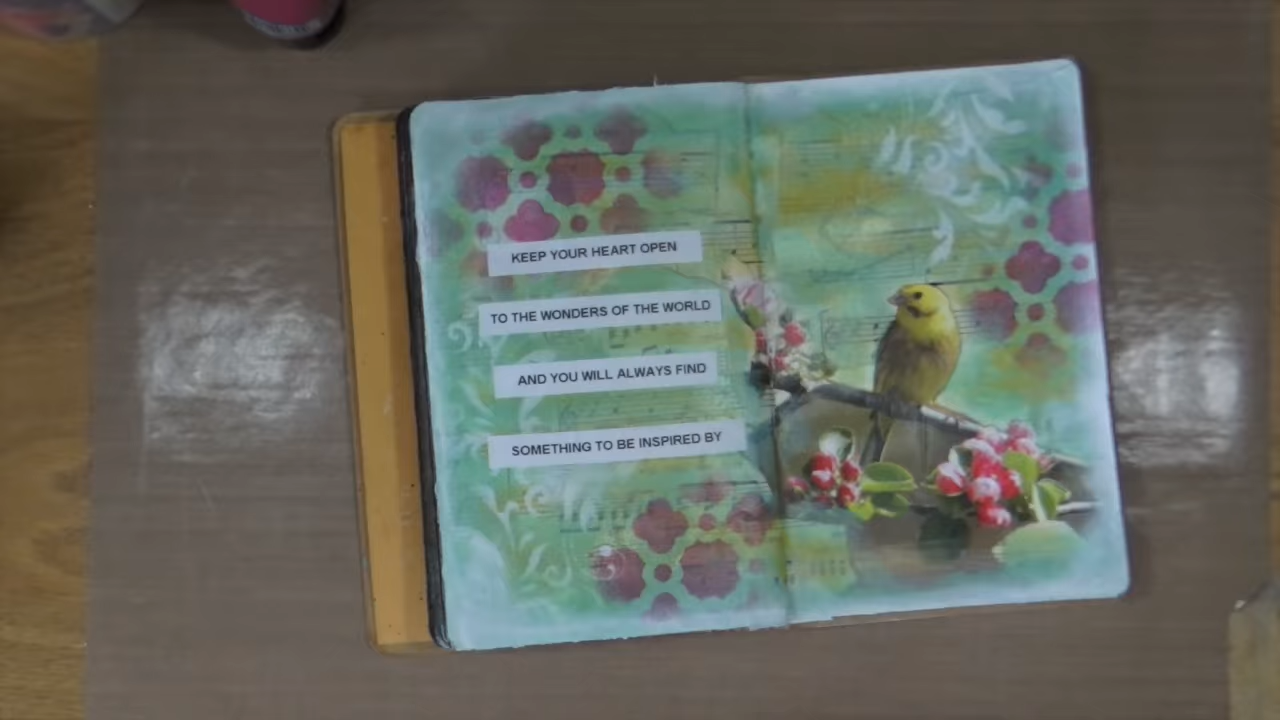 KEEP YOUR HEART OPEN
TO THE WONDERS OF THE WORLD
AND YOU WILL ALWAYS FIND
SOMETHING TO BE INSPIRED BY